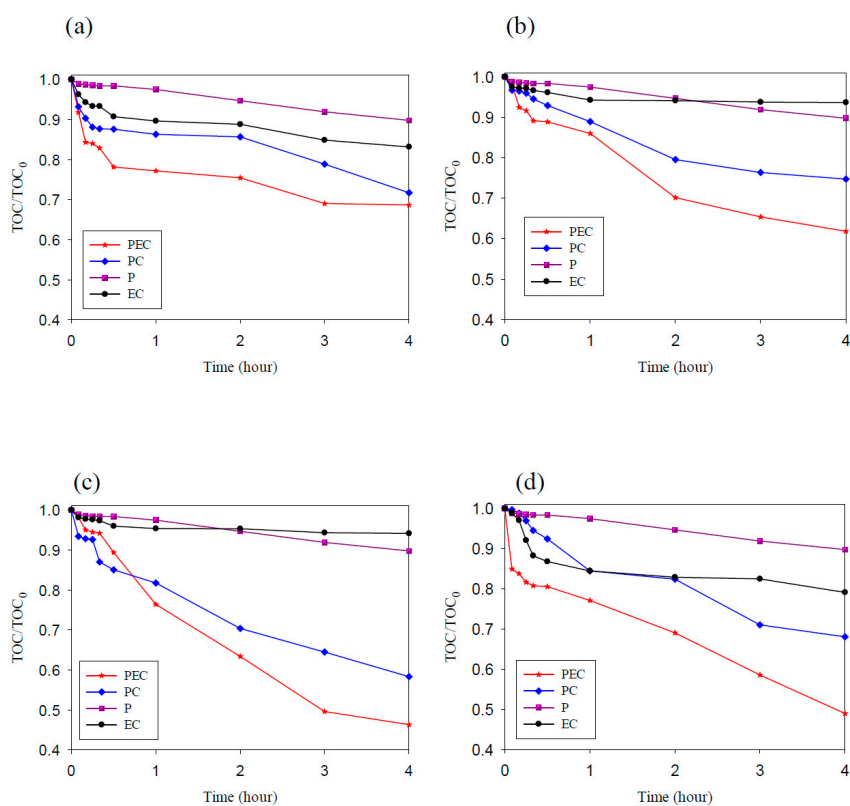 (a)
1.0
0.9
0.8
0.7
0.6
0.5
0.4
TOC/TOC0
PEC
PC
P
EC
0 1 2 3 4
Time (hour)
(b)
1.0
0.9
0.8
0.7
0.6
0.5
0.4
TOC/TOC0
PEC
PC
P
EC
0 1 2 3 4
Time (hour)
(c)
1.0
0.9
0.8
0.7
0.6
0.5
0.4
TOC/TOC0
PEC
PC
P
EC
0 1 2 3 4
Time (hour)
(d)
1.0
0.9
0.8
0.7
0.6
0.5
0.4
TOC/TOC0
PEC
PC
P
EC
0 1 2 3 4
Time (hour)